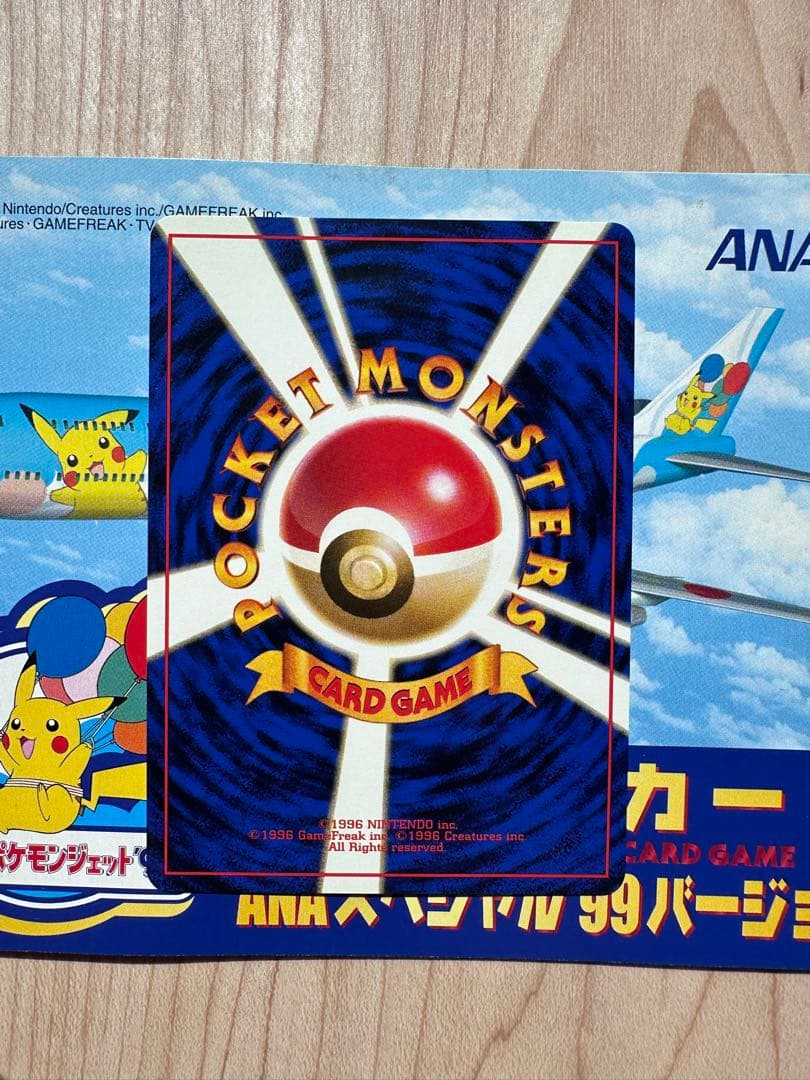 Nintendo/Creatures inc./GAMEFREAK inc.
ures・GAMEFREAK・TV
ANA
POCKET MONSTERS
CARD GAME
©1996 NINTENDO inc.
©1996 GameFreak inc. ©1996 Creatures inc.
All Rights reserved.
カー
CARD GAME
ポケモンジェット'9
ANAスペシャル'99バージョ